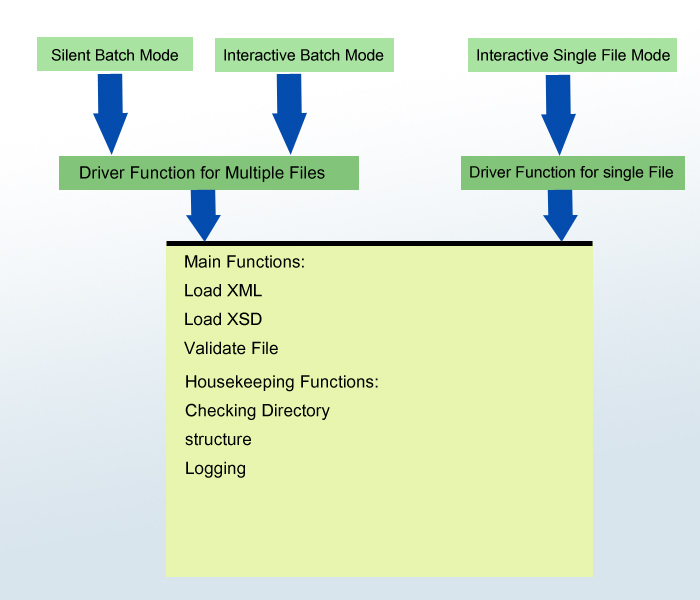 Silent Batch Mode
Interactive Batch Mode
Interactive Single File Mode
Driver Function for Multiple Files
Driver Function for single File
Main Functions:
Load XML
Load XSD
Validate File
Housekeeping Functions:
Checking Directory
structure
Logging